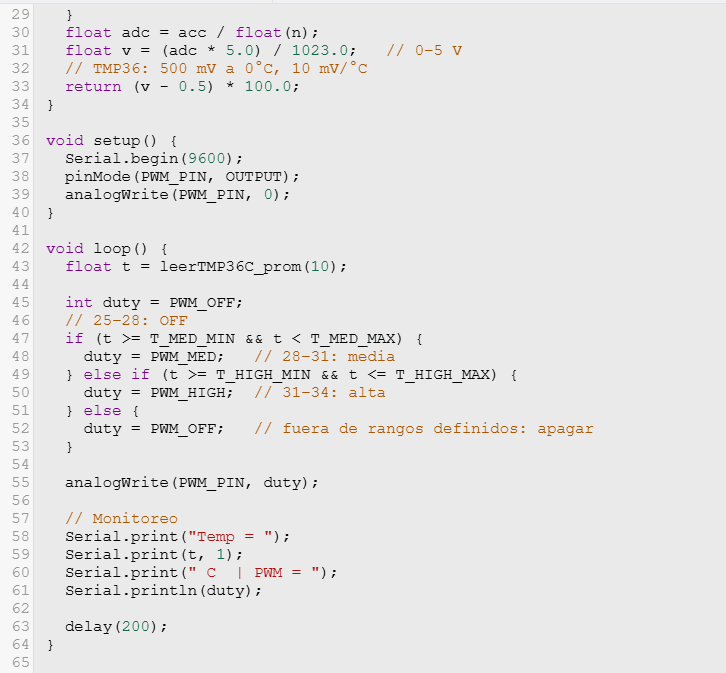 29     }
30     float adc = acc / float(n);
31     float v = (adc * 5.0) / 1023.0;   // 0–5 V
32     // TMP36: 500 mV a 0°C, 10 mV/°C
33     return (v - 0.5) * 100.0;
34   }
35
36   void setup() {
37     Serial.begin(9600);
38     pinMode(PWM_PIN, OUTPUT);
39     analogWrite(PWM_PIN, 0);
40   }
41
42   void loop() {
43     float t = leerTMP36C_prom(10);
44
45     int duty = PWM_OFF;
46     // 25–28: OFF
47     if (t >= T_MED_MIN && t < T_MED_MAX) {
48       duty = PWM_MED;   // 28–31: media
49     } else if (t >= T_HIGH_MIN && t <= T_HIGH_MAX) {
50       duty = PWM_HIGH;  // 31–34: alta
51     } else {
52       duty = PWM_OFF;   // fuera de rangos definidos: apagar
53     }
54
55     analogWrite(PWM_PIN, duty);
56
57     // Monitoreo
58     Serial.print("Temp = ");
59     Serial.print(t, 1);
60     Serial.print(" C  | PWM = ");
61     Serial.println(duty);
62
63     delay(200);
64   }
65